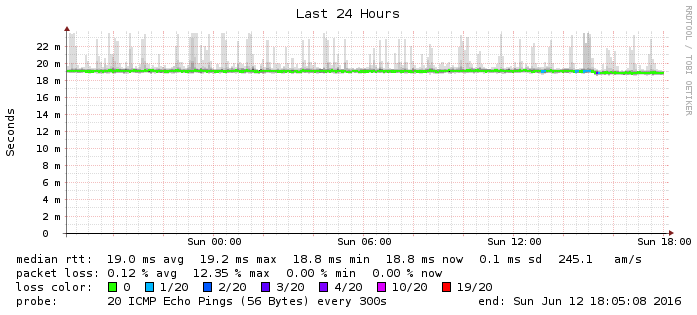 Last 24 Hours
RRDTOOL / TOBI OETIKER
Seconds
22 m
20 m
18 m
16 m
14 m
12 m
10 m
8 m
6 m
4 m
2 m
0
Sun 00:00 Sun 06:00 Sun 12:00 Sun 18:00
median rtt: 19.0 ms avg 19.2 ms max 18.8 ms min 18.8 ms now 0.1 ms sd 245.1 am/s
packet loss: 0.12 % avg 12.35 % max 0.00 % min 0.00 % now
loss color: 0 1/20 2/20 3/20 4/20 10/20 19/20
probe: 20 ICMP Echo Pings (56 Bytes) every 300s end: Sun Jun 12 18:05:08 2016